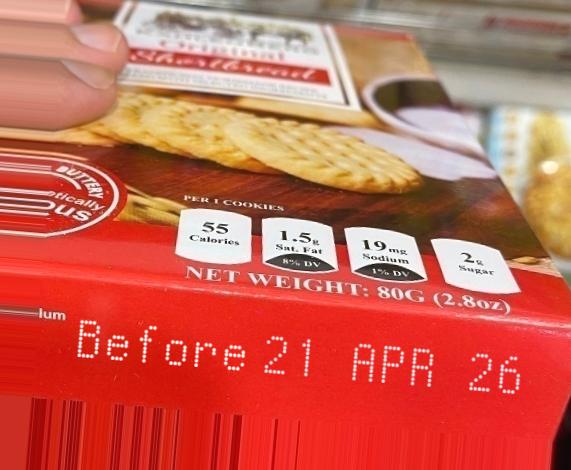 Original
Shortbread
BUTTERY
PER 1 COOKIES
55
Calories
1.5g
Sat. Fat
8% DV
19mg
Sodium
1% DV
2g
Sugar
NET WEIGHT: 80G (2.8oz)
Before 21 APR 26